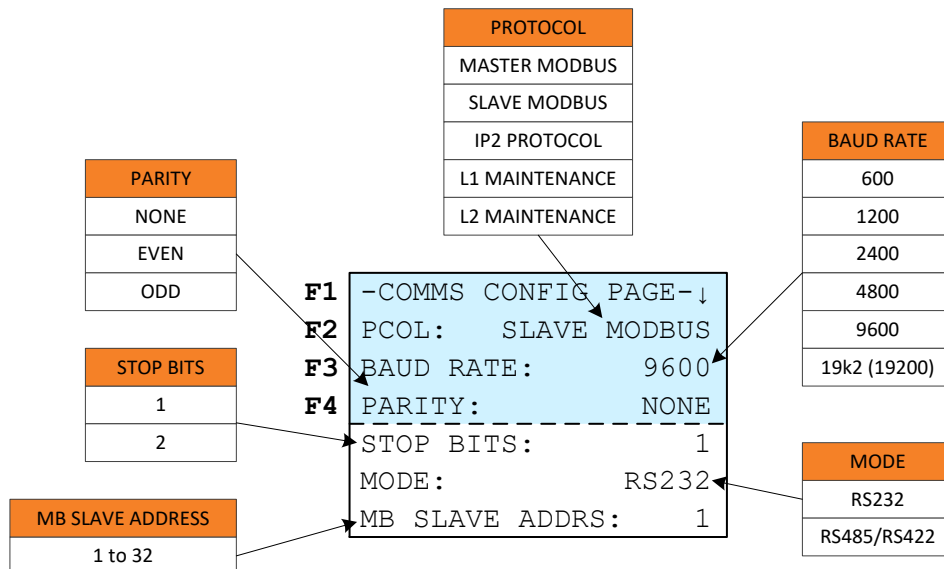 PROTOCOL
MASTER MODBUS
SLAVE MODBUS
IP2 PROTOCOL
L1 MAINTENANCE
L2 MAINTENANCE
BAUD RATE
600
1200
2400
4800
9600
19k2 (19200)
PARITY
NONE
EVEN
ODD
F1 -COMMS CONFIG PAGE-↓
F2 PCOL: SLAVE MODBUS
F3 BAUD RATE: 9600
F4 PARITY: NONE
STOP BITS: 1
MODE: RS232
MB SLAVE ADDRS: 1
STOP BITS
1
2
MODE
RS232
RS485/RS422
MB SLAVE ADDRESS
1 to 32